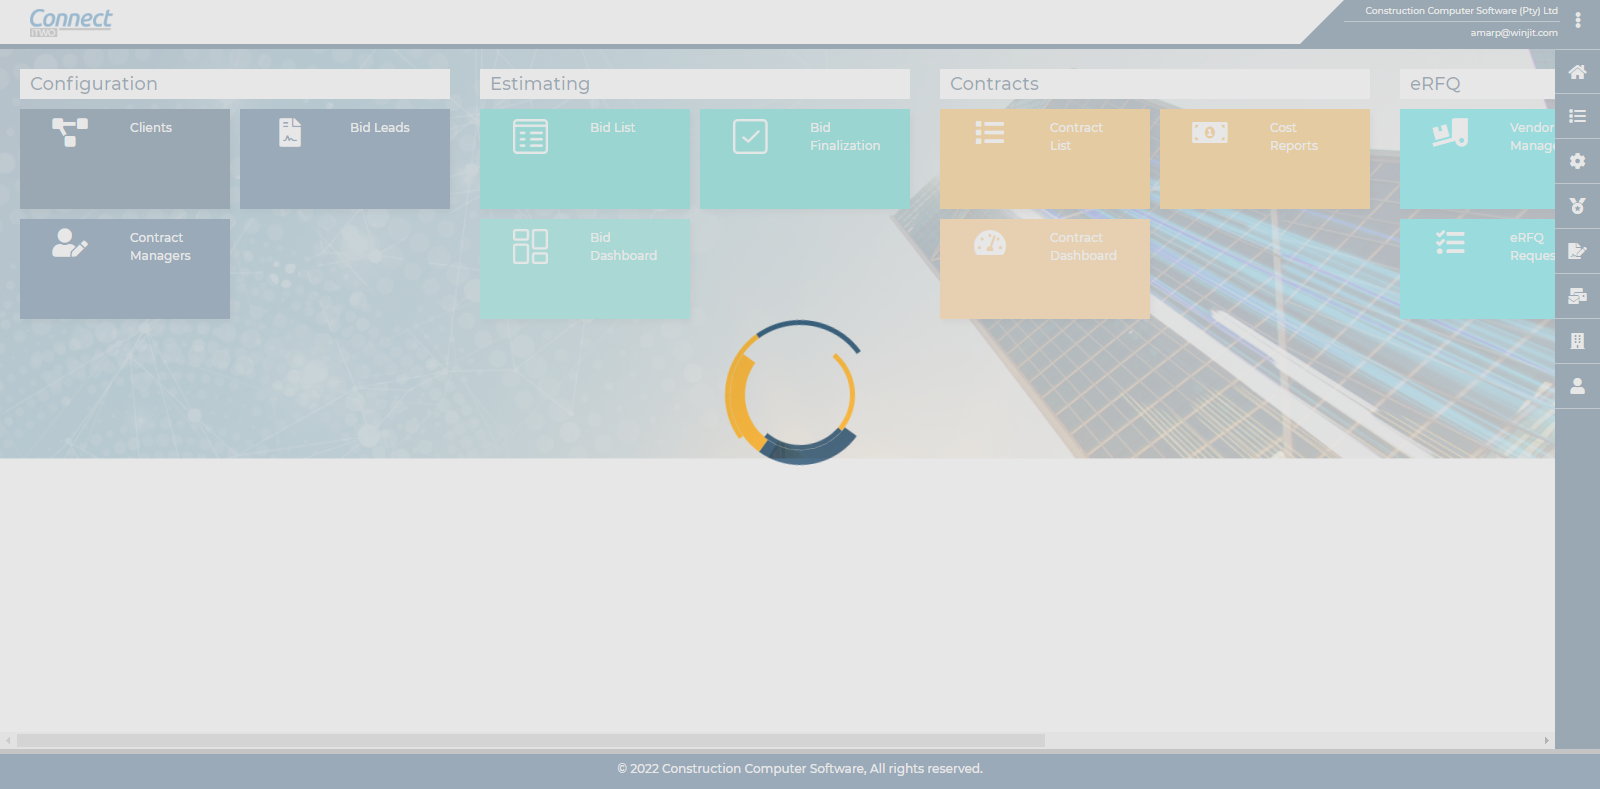 Connect
iTWO
Construction Computer Software (Pty) Ltd
amarp@winjit.com
Configuration
Clients
Bid Leads
Contract
Managers
Estimating
Bid List
Bid
Finalization
Bid
Dashboard
Contracts
Contract
List
Cost
Reports
Contract
Dashboard
eRFQ
Vendor
Manage
eRFQ
Reques
© 2022 Construction Computer Software, All rights reserved.